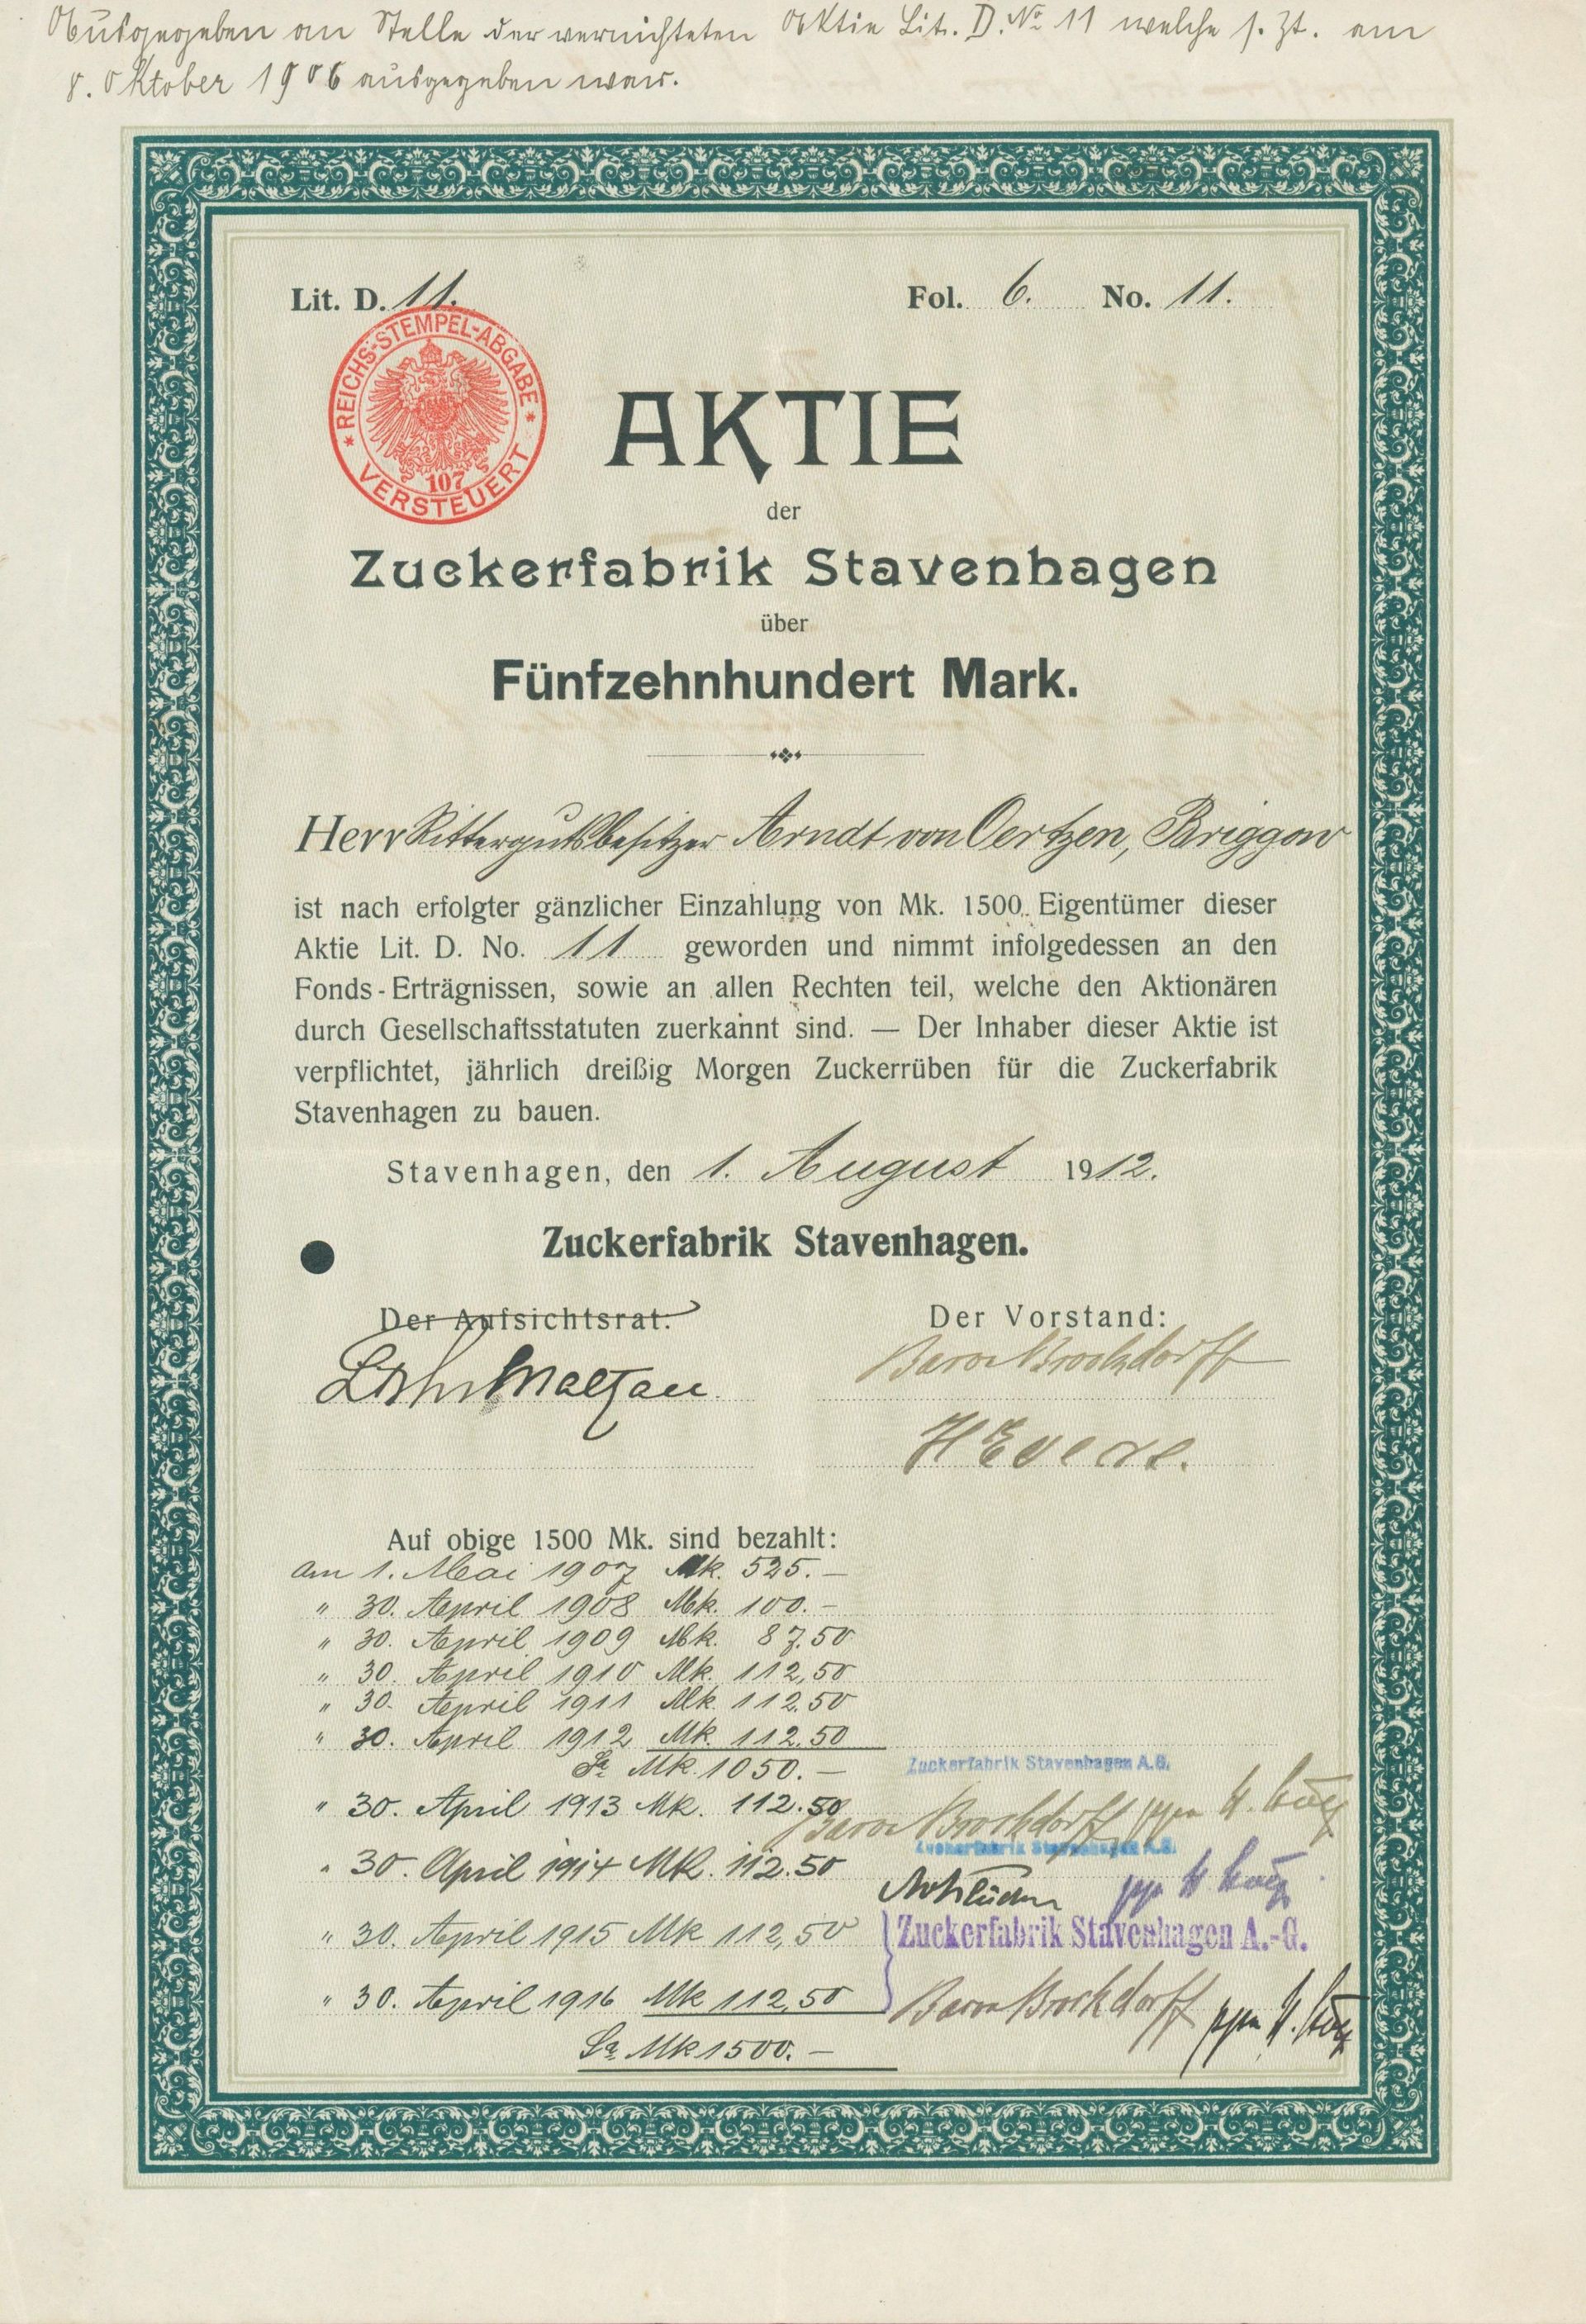 Ausgegeben an Stelle der vernichteten Aktie Lit. D. No 11 welche s. Zt. am
8. Oktober 1906 ausgegeben war.
Lit. D. 11.
Fol. 6. No. 11.
* REICHS-STEMPEL-ABGABE *
107
VERSTEUERT
AKTIE
der
Zuckerfabrik Stavenhagen
über
Fünfzehnhundert Mark.
Herr Rittergutsbesitzer Arndt von Oertzen, Briggow
ist nach erfolgter gänzlicher Einzahlung von Mk. 1500 Eigentümer dieser
Aktie Lit. D. No. 11 geworden und nimmt infolgedessen an den
Fonds-Erträgnissen, sowie an allen Rechten teil, welche den Aktionären
durch Gesellschaftsstatuten zuerkannt sind. — Der Inhaber dieser Aktie ist
verpflichtet, jährlich dreißig Morgen Zuckerrüben für die Zuckerfabrik
Stavenhagen zu bauen.
Stavenhagen, den 1. August 1912.
Zuckerfabrik Stavenhagen.
Der Aufsichtsrat:
Der Vorstand:
Maltzan
Baron Brockdorff
H Evers.
Auf obige 1500 Mk. sind bezahlt:
am 1. Mai 1907 Mk. 525.—
" 30. April 1908 Mk. 100.—
" 30. April 1909 Mk. 87.50
" 30. April 1910 Mk. 112,50
" 30. April 1911 Mk. 112.50
" 30. April 1912 Mk. 112.50
Sa. Mk. 1050.—
Zuckerfabrik Stavenhagen A.G.
" 30. April 1913 Mk. 112.50
Baron Brockdorff ppa H.
Zuckerfabrik Stavenhagen A.G.
" 30. April 1914 Mk. 112.50
ppa H
" 30. April 1915 Mk 112,50
Zuckerfabrik Stavenhagen A.-G.
" 30. April 1916 Mk 112,50
Baron Brockdorff ppa H.
Sa. Mk 1500.—